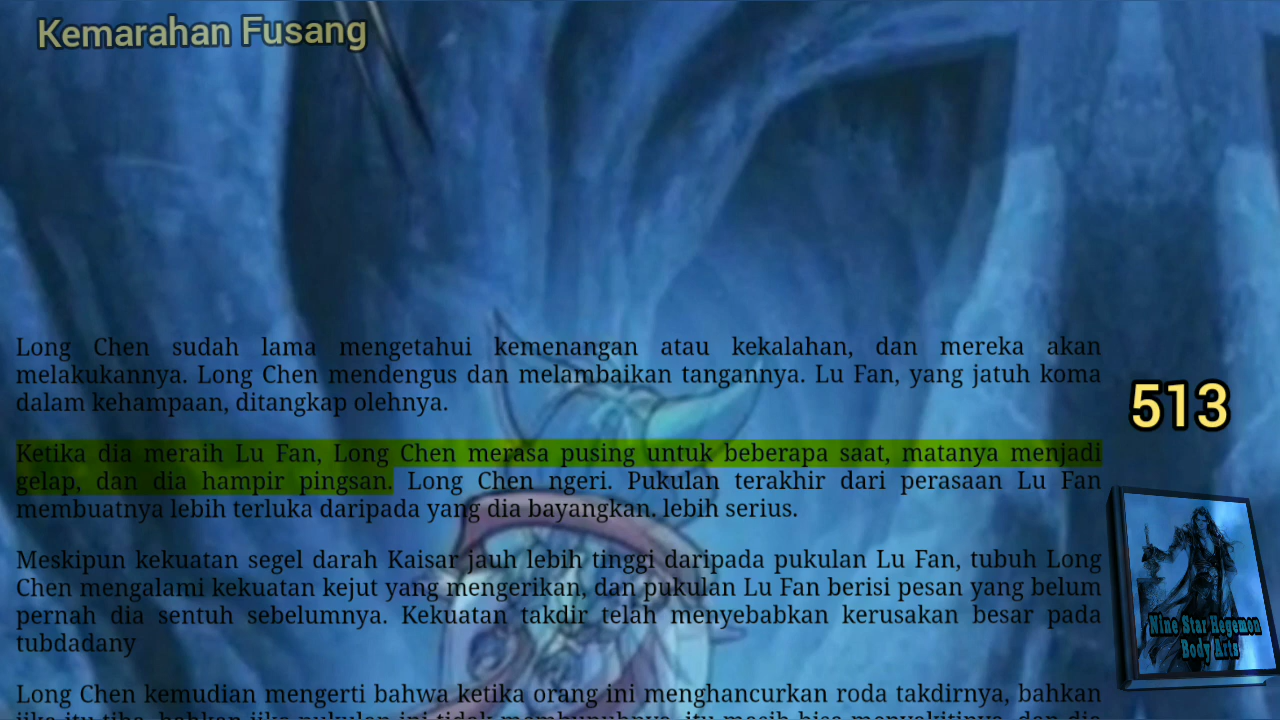 Kemarahan Fusang
Long Chen sudah lama mengetahui kemenangan atau kekalahan, dan mereka akan
melakukannya. Long Chen mendengus dan melambaikan tangannya. Lu Fan, yang jatuh koma
dalam kehampaan, ditangkap olehnya.
Ketika dia meraih Lu Fan, Long Chen merasa pusing untuk beberapa saat, matanya menjadi
gelap, dan dia hampir pingsan. Long Chen ngeri. Pukulan terakhir dari perasaan Lu Fan
membuatnya lebih terluka daripada yang dia bayangkan. lebih serius.
Meskipun kekuatan segel darah Kaisar jauh lebih tinggi daripada pukulan Lu Fan, tubuh Long
Chen mengalami kekuatan kejut yang mengerikan, dan pukulan Lu Fan berisi pesan yang belum
pernah dia sentuh sebelumnya. Kekuatan takdir telah menyebabkan kerusakan besar pada
tubdadany
Long Chen kemudian mengerti bahwa ketika orang ini menghancurkan roda takdirnya, bahkan
513
Nine Star Hegemon
Body Arts